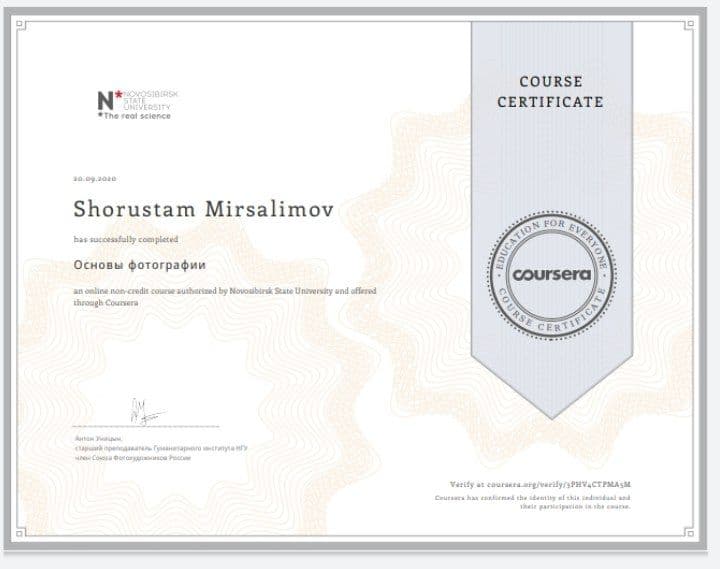 COURSE
CERTIFICATE
N*
NOVOSIBIRSK
STATE
UNIVERSITY
*The real science
20.09.2020
Shorustam Mirsalimov
has successfully completed
Основы фотографии
an online non-credit course authorized by Novosibirsk State University and offered
through Coursera
EDUCATION FOR EVERYONE
coursera
COURSE CERTIFICATE
Антон Уницын,
старший преподаватель Гуманитарного института НГУ
член Союза Фотохудожников России
Verify at coursera.org/verify/3PHV4CTPMA5M
Coursera has confirmed the identity of this individual and
their participation in the course.